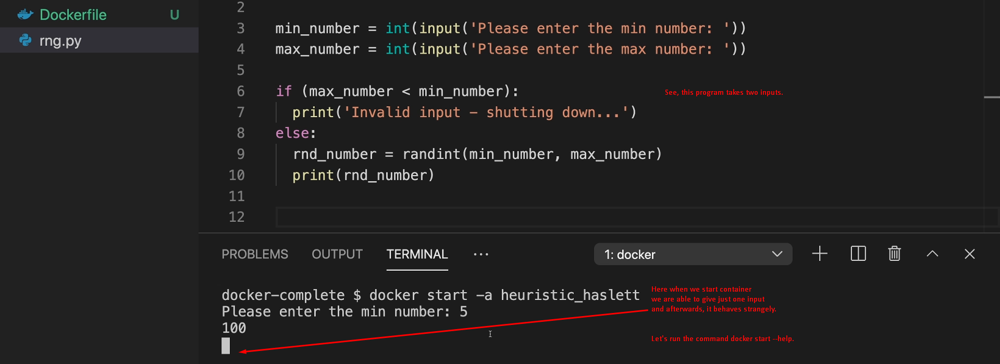 Dockerfile U
rng.py
2
3 min_number = int(input('Please enter the min number: '))
4 max_number = int(input('Please enter the max number: '))
5
6 if (max_number < min_number):
See, this program takes two inputs.
7 print('Invalid input – shutting down...')
8 else:
9 rnd_number = randint(min_number, max_number)
10 print(rnd_number)
11
12
PROBLEMS OUTPUT TERMINAL ··· 1: docker
docker-complete $ docker start -a heuristic_haslett
Please enter the min number: 5
100
Here when we start container
we are able to give just one input
and afterwards, it behaves strangely.
Let's run the command docker start --help.